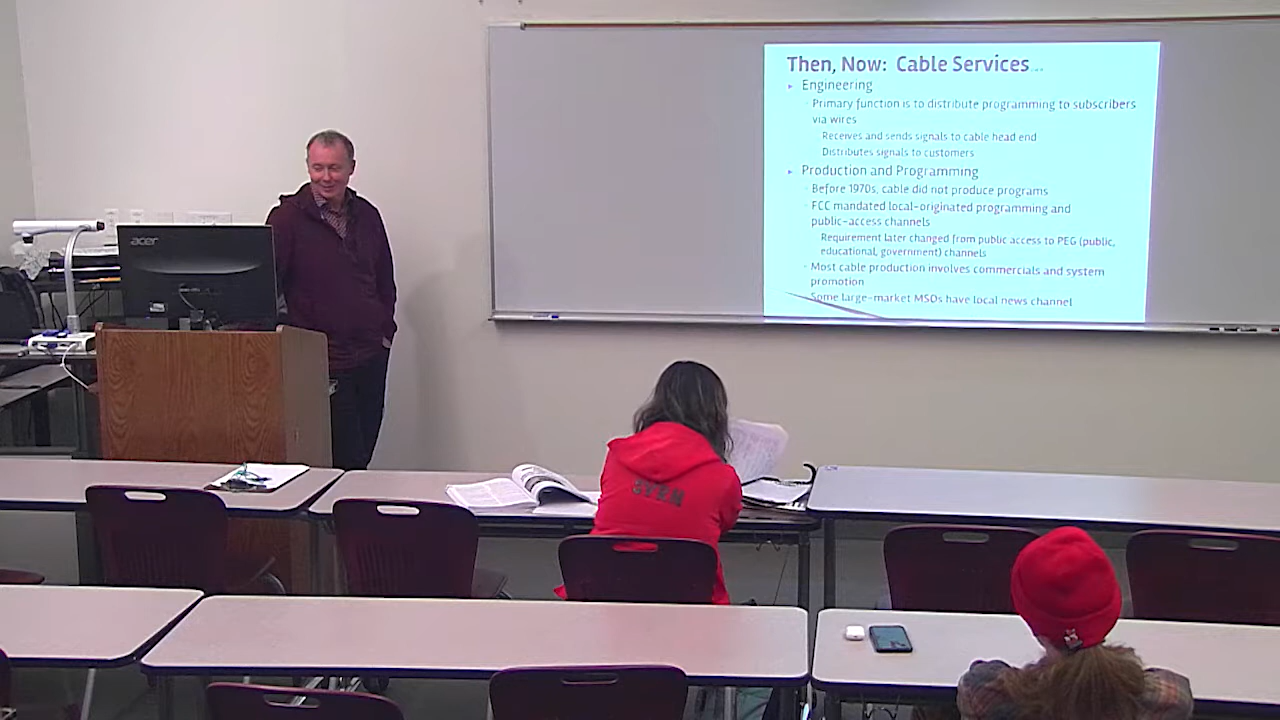 Then, Now: Cable Services...
Engineering
Primary function is to distribute programming to subscribers
via wires
Receives and sends signals to cable head end
Distributes signals to customers
Production and Programming
Before 1970s, cable did not produce programs
FCC mandated local-originated programming and
public-access channels
Requirement later changed from public access to PEG (public,
educational, government) channels
Most cable production involves commercials and system
promotion
Some large-market MSOs have local news channel
acer